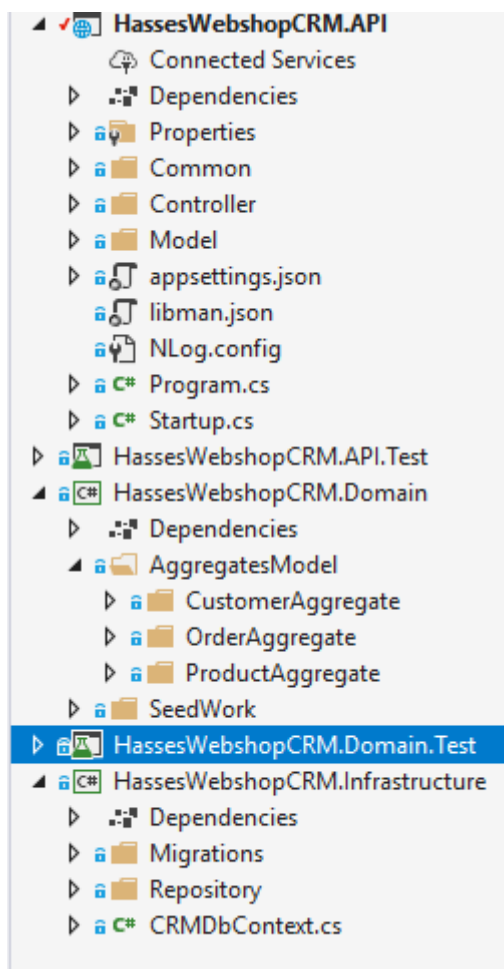 HassesWebshopCRM.API
Connected Services
Dependencies
Properties
Common
Controller
Model
appsettings.json
libman.json
NLog.config
C# Program.cs
C# Startup.cs
HassesWebshopCRM.API.Test
C# HassesWebshopCRM.Domain
Dependencies
AggregatesModel
CustomerAggregate
OrderAggregate
ProductAggregate
SeedWork
HassesWebshopCRM.Domain.Test
C# HassesWebshopCRM.Infrastructure
Dependencies
Migrations
Repository
C# CRMDbContext.cs